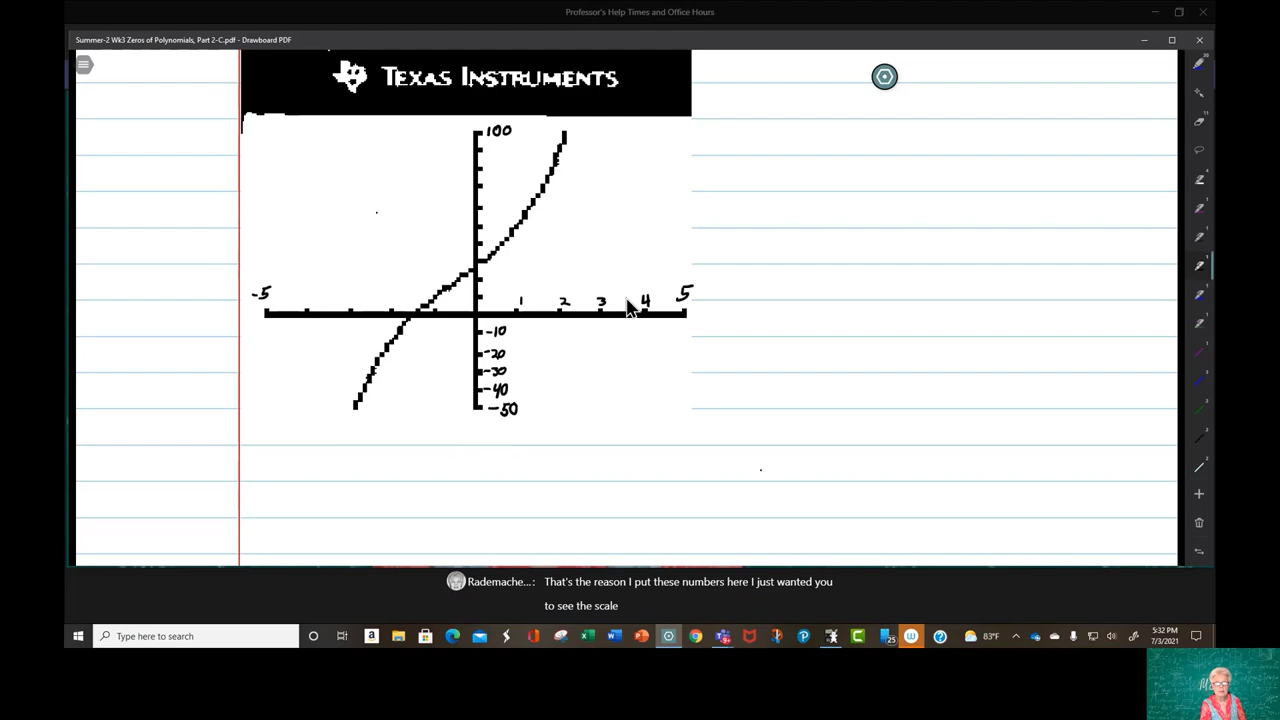 Professor's Help Times and Office Hours
Summer-2 Wk3 Zeros of Polynomials, Part 2-C.pdf - Drawboard PDF
TEXAS INSTRUMENTS
100
-5 1 2 3 4 5
-10
-20
-30
-40
-50
Rademache...: That's the reason I put these numbers here I just wanted you
to see the scale
Type here to search
83°F
5:32 PM
7/3/2021